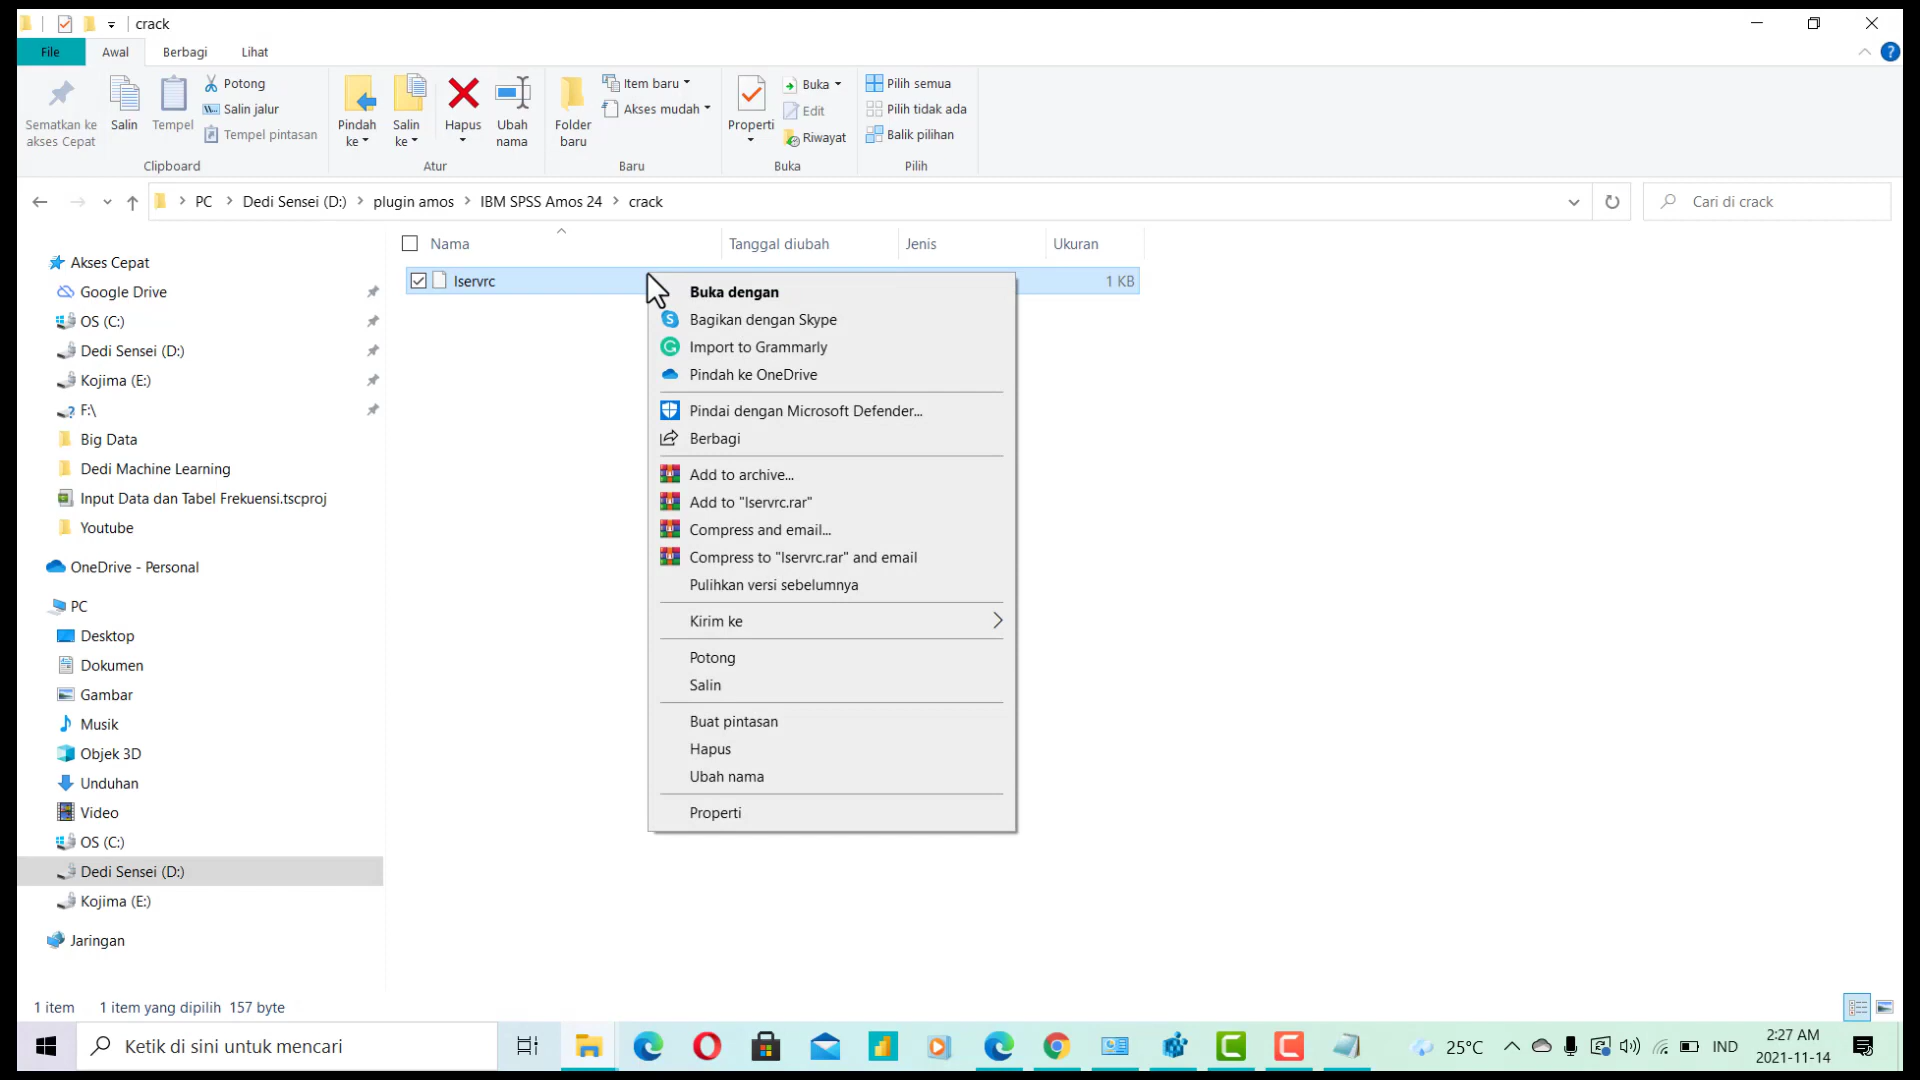 crack
File
Awal
Berbagi
Lihat
Sematkan ke
akses Cepat
Salin
Tempel
Potong
Salin jalur
Tempel pintasan
Clipboard
Pindah
ke
Salin
ke
Hapus
Ubah
nama
Atur
Folder
baru
Item baru
Akses mudah
Baru
Properti
Buka
Edit
Riwayat
Buka
Pilih semua
Pilih tidak ada
Balik pilihan
Pilih
PC > Dedi Sensei (D:) > plugin amos > IBM SPSS Amos 24 > crack
Cari di crack
Nama
Tanggal diubah
Jenis
Ukuran
lservrc
1 KB
Akses Cepat
Google Drive
OS (C:)
Dedi Sensei (D:)
Kojima (E:)
F:\
Big Data
Dedi Machine Learning
Input Data dan Tabel Frekuensi.tscproj
Youtube
OneDrive - Personal
PC
Desktop
Dokumen
Gambar
Musik
Objek 3D
Unduhan
Video
OS (C:)
Dedi Sensei (D:)
Kojima (E:)
Jaringan
Buka dengan
Bagikan dengan Skype
Import to Grammarly
Pindah ke OneDrive
Pindai dengan Microsoft Defender...
Berbagi
Add to archive...
Add to "lservrc.rar"
Compress and email...
Compress to "lservrc.rar" and email
Pulihkan versi sebelumnya
Kirim ke
Potong
Salin
Buat pintasan
Hapus
Ubah nama
Properti
1 item
1 item yang dipilih 157 byte
Ketik di sini untuk mencari
25°C
IND
2:27 AM
2021-11-14